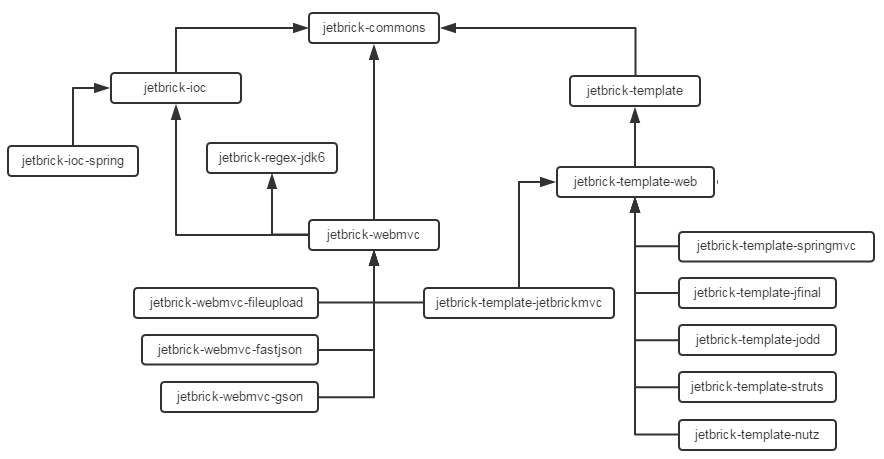 jetbrick-commons
jetbrick-ioc
jetbrick-template
jetbrick-ioc-spring
jetbrick-regex-jdk6
jetbrick-template-web
jetbrick-webmvc
jetbrick-template-springmvc
jetbrick-webmvc-fileupload
jetbrick-template-jetbrickmvc
jetbrick-template-jfinal
jetbrick-webmvc-fastjson
jetbrick-template-jodd
jetbrick-webmvc-gson
jetbrick-template-struts
jetbrick-template-nutz